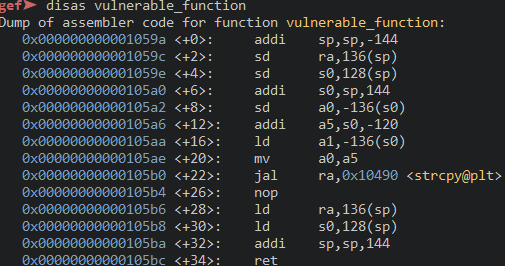 gef➤ disas vulnerable_function
Dump of assembler code for function vulnerable_function:
0x000000000001059a <+0>: addi sp,sp,-144
0x000000000001059c <+2>: sd ra,136(sp)
0x000000000001059e <+4>: sd s0,128(sp)
0x00000000000105a0 <+6>: addi s0,sp,144
0x00000000000105a2 <+8>: sd a0,-136(s0)
0x00000000000105a6 <+12>: addi a5,s0,-120
0x00000000000105aa <+16>: ld a1,-136(s0)
0x00000000000105ae <+20>: mv a0,a5
0x00000000000105b0 <+22>: jal ra,0x10490 <strcpy@plt>
0x00000000000105b4 <+26>: nop
0x00000000000105b6 <+28>: ld ra,136(sp)
0x00000000000105b8 <+30>: ld s0,128(sp)
0x00000000000105ba <+32>: addi sp,sp,144
0x00000000000105bc <+34>: ret